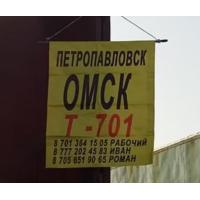 ПЕТРОПАВЛОВСК
ОМСК
Т -701
8 701 364 15 05 РАБОЧИЙ
8 777 202 45 83 ИВАН
8 705 651 90 65 РОМАН